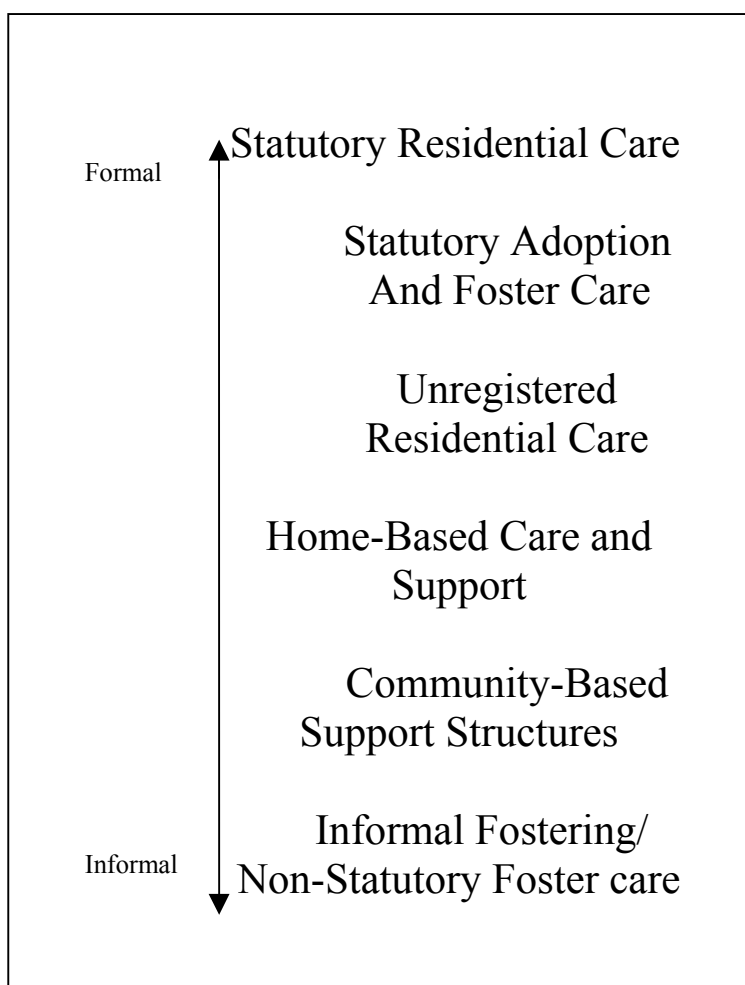 Statutory Residential Care
Formal
Statutory Adoption
And Foster Care
Unregistered
Residential Care
Home-Based Care and
Support
Community-Based
Support Structures
Informal Fostering/
Informal
Non-Statutory Foster care